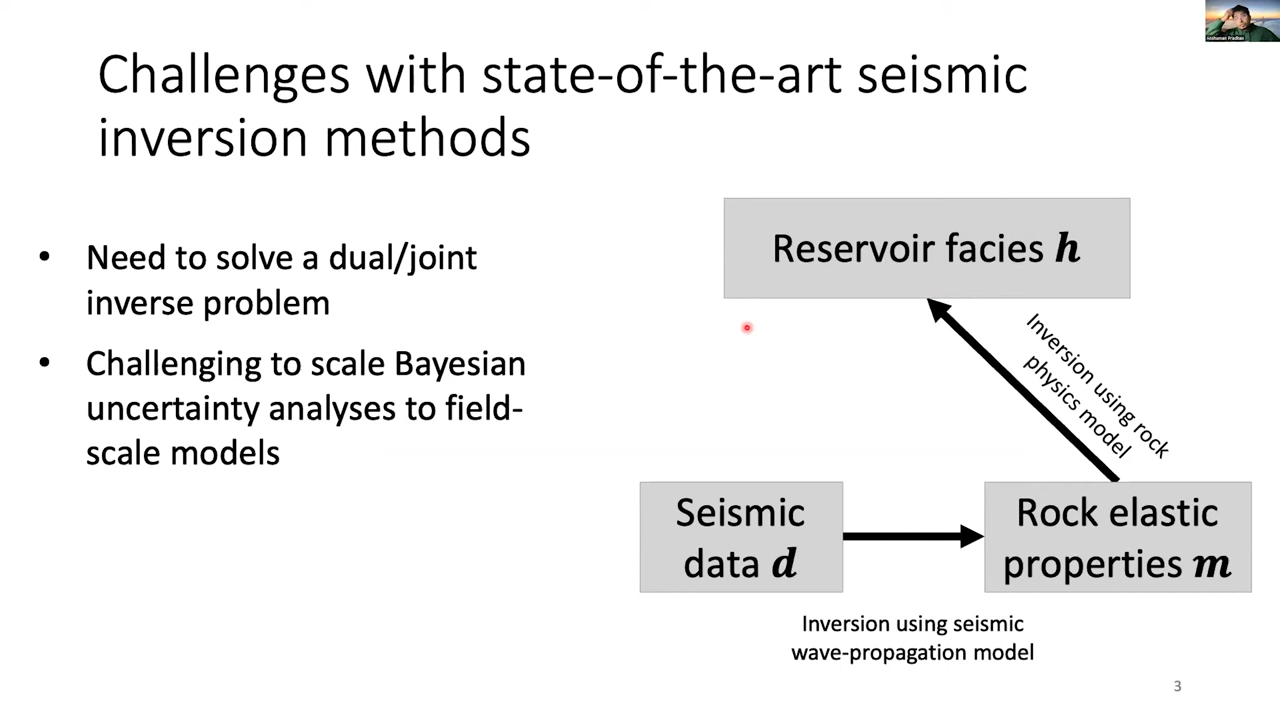 Anshuman Pradhan
Challenges with state-of-the-art seismic
inversion methods
• Need to solve a dual/joint
inverse problem
• Challenging to scale Bayesian
uncertainty analyses to field-
scale models
Reservoir facies h
Inversion using rock
physics model
Seismic
data d
Rock elastic
properties m
Inversion using seismic
wave-propagation model
3